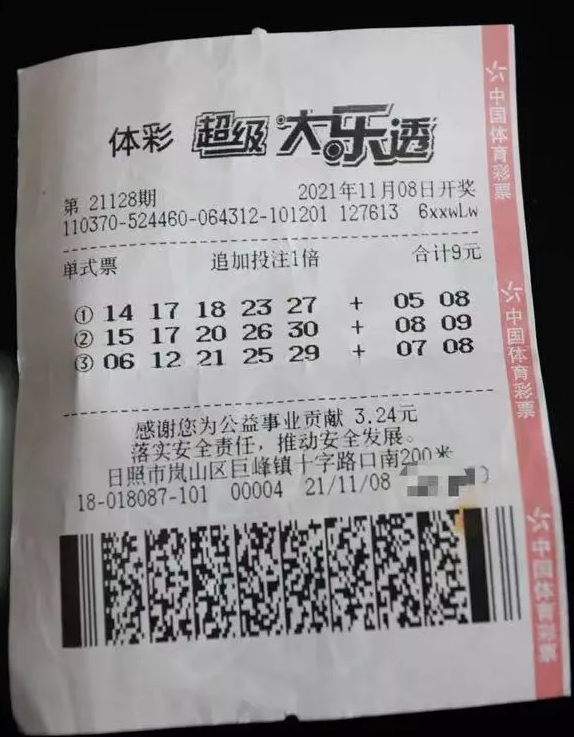 体彩 超级大乐透
第 21128期 2021年11月08日开奖
110370-524460-064312-101201 127613 6xxwLw
单式票 追加投注1倍 合计9元
① 14 17 18 23 27 + 05 08
② 15 17 20 26 30 + 08 09
③ 06 12 21 25 29 + 07 08
感谢您为公益事业贡献 3.24元
落实安全责任，推动安全发展。
日照市岚山区巨峰镇十字路口南200米
18-018087-101 00004 21/11/08 )
中国体育彩票
中国体育彩票
中国体育彩票